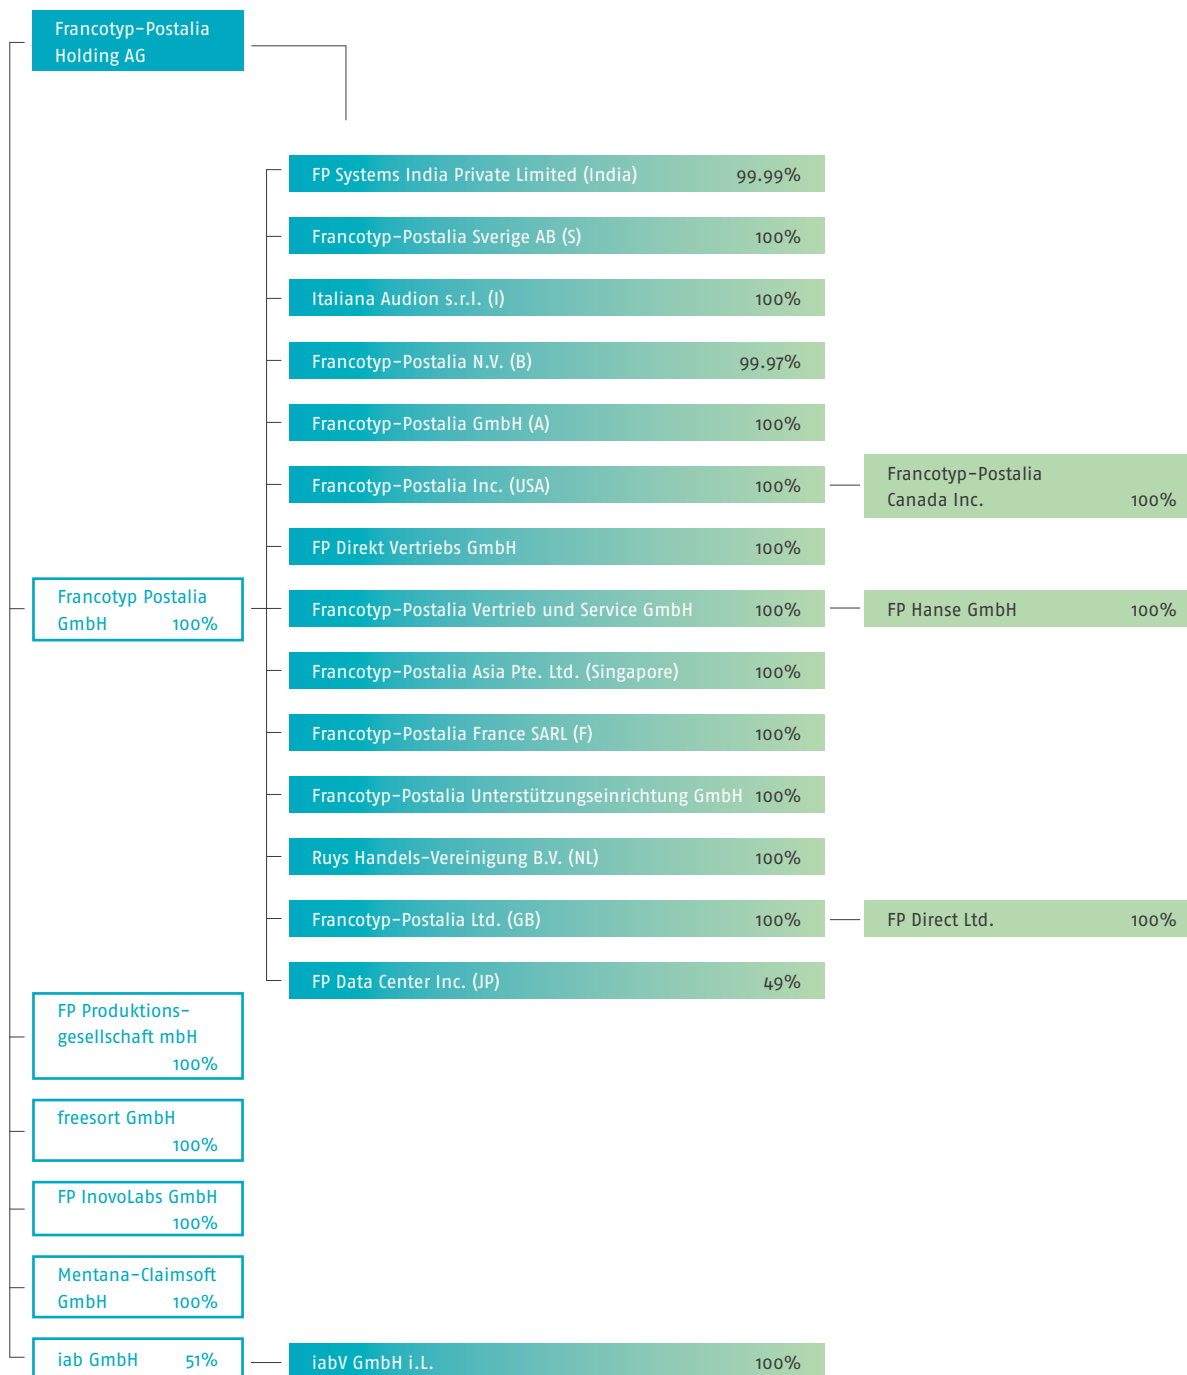 Francotyp-Postalia
Holding AG
FP Systems India Private Limited (India) 99.99%
Francotyp-Postalia Sverige AB (S) 100%
Italiana Audion s.r.l. (I) 100%
Francotyp-Postalia N.V. (B) 99.97%
Francotyp-Postalia GmbH (A) 100%
Francotyp-Postalia Inc. (USA) 100%
Francotyp-Postalia
Canada Inc. 100%
FP Direkt Vertriebs GmbH 100%
Francotyp Postalia
GmbH 100%
Francotyp-Postalia Vertrieb und Service GmbH 100%
FP Hanse GmbH 100%
Francotyp-Postalia Asia Pte. Ltd. (Singapore) 100%
Francotyp-Postalia France SARL (F) 100%
Francotyp-Postalia Unterstützungseinrichtung GmbH 100%
Ruys Handels-Vereinigung B.V. (NL) 100%
Francotyp-Postalia Ltd. (GB) 100%
FP Direct Ltd. 100%
FP Data Center Inc. (JP) 49%
FP Produktions-
gesellschaft mbH
100%
freesort GmbH
100%
FP InovoLabs GmbH
100%
Mentana-Claimsoft
GmbH 100%
iab GmbH 51%
iabV GmbH i.L. 100%